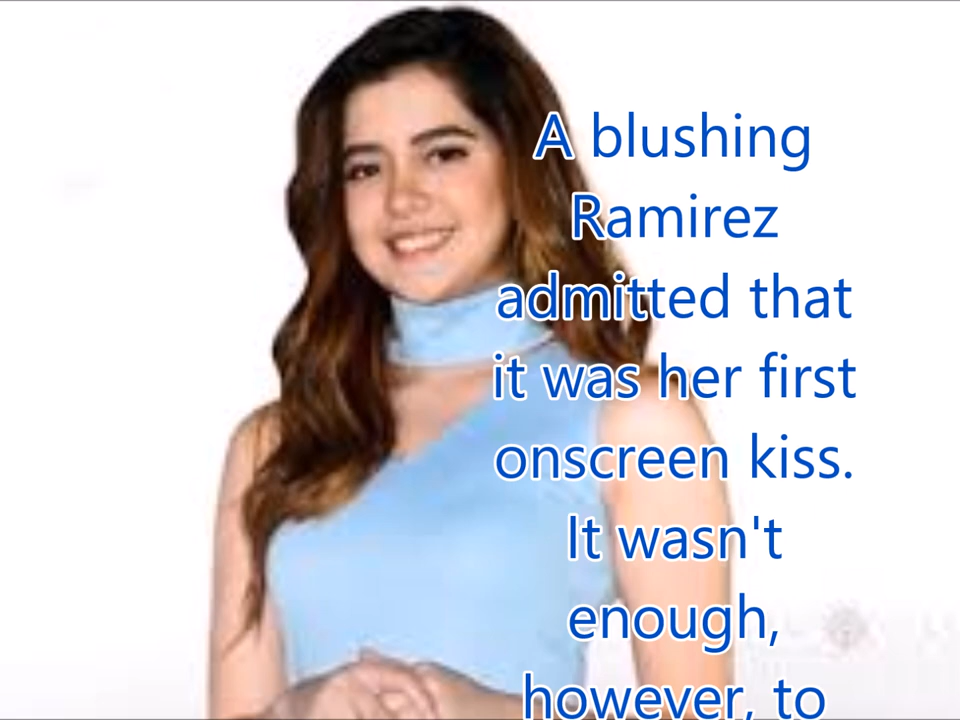 A blushing
Ramirez
admitted that
it was her first
onscreen kiss.
It wasn't
enough,
however, to